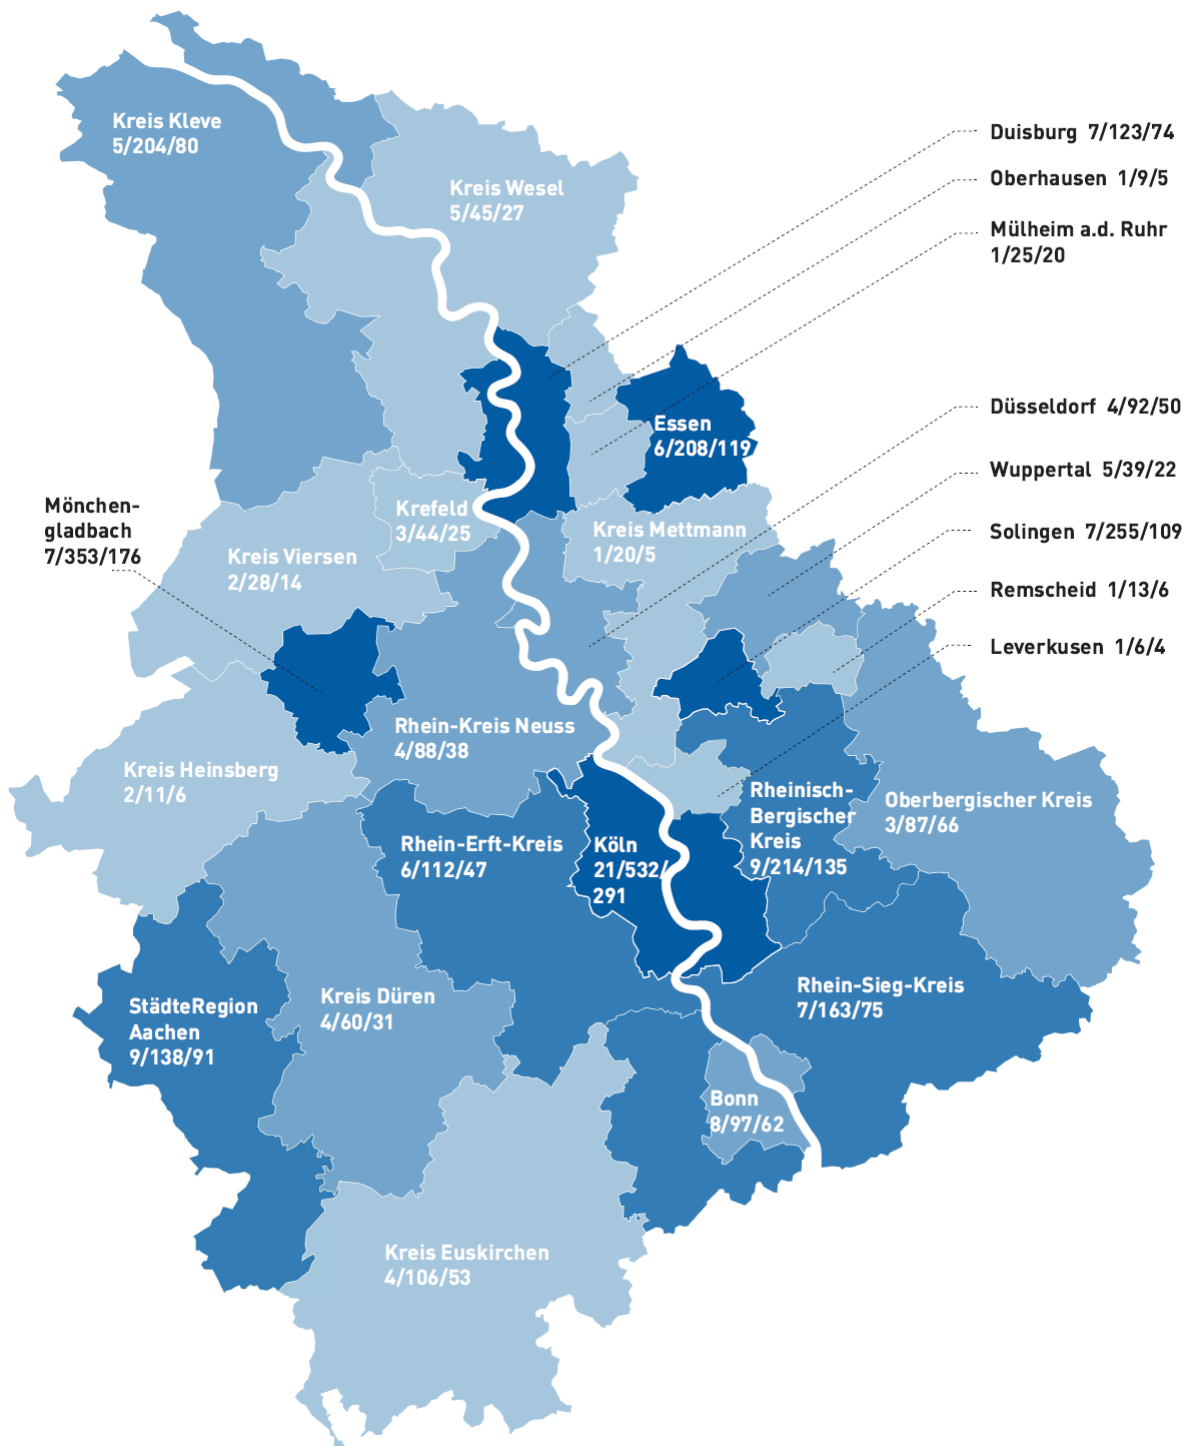 Kreis Kleve
5/204/80
Kreis Wesel
5/45/27
Duisburg 7/123/74
Oberhausen 1/9/5
Mülheim a.d. Ruhr
1/25/20
Essen
6/208/119
Düsseldorf 4/92/50
Wuppertal 5/39/22
Solingen 7/255/109
Remscheid 1/13/6
Leverkusen 1/6/4
Mönchen-
gladbach
7/353/176
Krefeld
3/44/25
Kreis Mettmann
1/20/5
Kreis Viersen
2/28/14
Rhein-Kreis Neuss
4/88/38
Kreis Heinsberg
2/11/6
Rhein-Erft-Kreis
6/112/47
Köln
21/532/
291
Rheinisch-
Bergischer
Kreis
9/214/135
Oberbergischer Kreis
3/87/66
StädteRegion
Aachen
9/138/91
Kreis Düren
4/60/31
Rhein-Sieg-Kreis
7/163/75
Bonn
8/97/62
Kreis Euskirchen
4/106/53